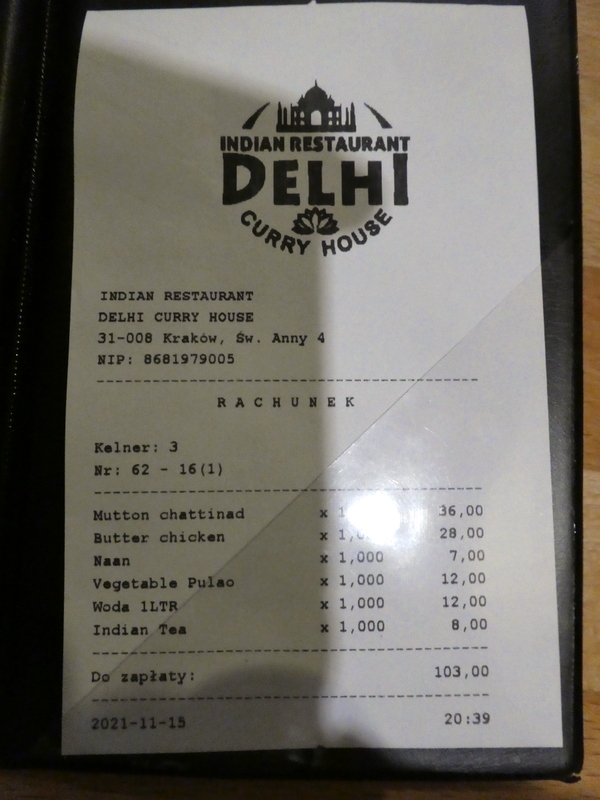 INDIAN RESTAURANT
DELHI
CURRY HOUSE
INDIAN RESTAURANT
DELHI CURRY HOUSE
31-008 Kraków, Św. Anny 4
NIP: 8681979005
RACHUNEK
Kelner: 3
Nr: 62 - 16(1)
Mutton chattinad x 36,00
Butter chicken x 28,00
Naan x 1,000 7,00
Vegetable Pulao x 1,000 12,00
Woda 1LTR x 1,000 12,00
Indian Tea x 1,000 8,00
Do zapłaty: 103,00
2021-11-15 20:39